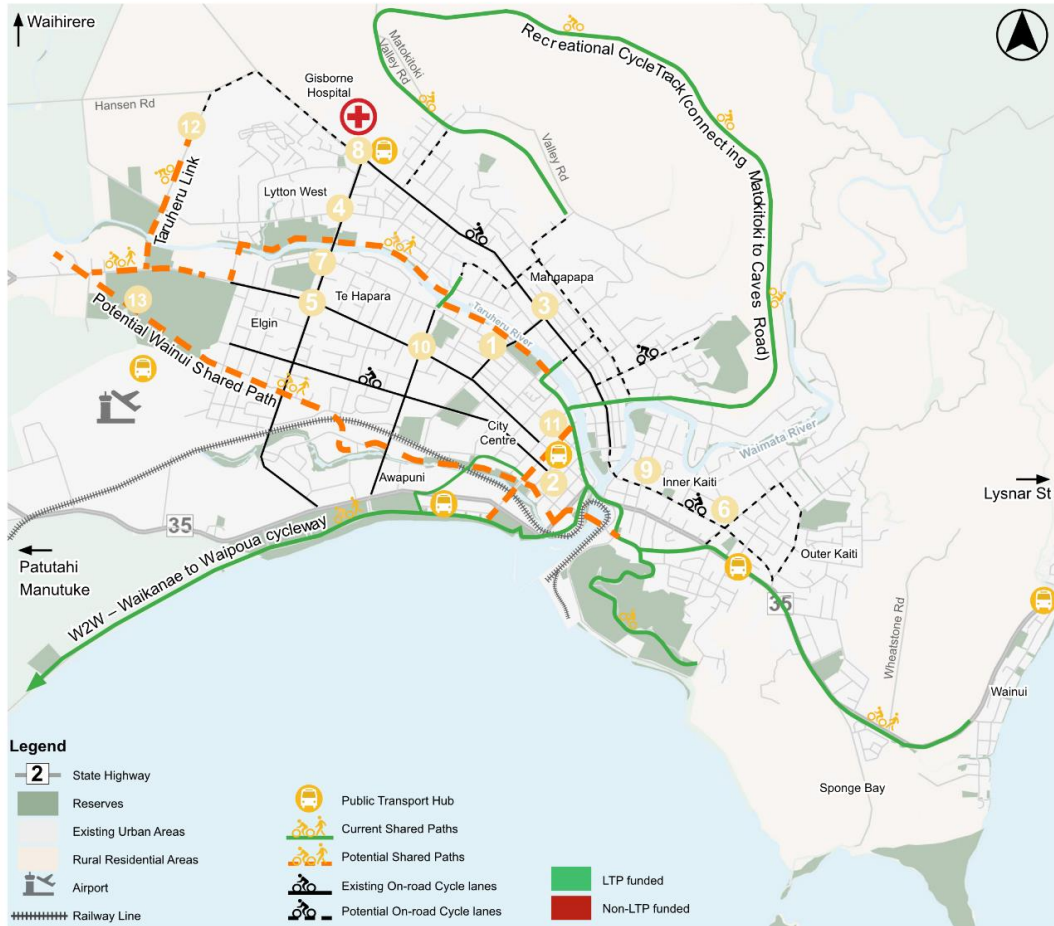 Waihirere
Matokitoki
Valley Rd
Recreational CycleTrack (connecting Matokitoki to Caves Road)
Gisborne
Hospital
Hansen Rd
12
8
Valley Rd
Taruheru Link
Lytton West
4
7
Mangapapa
13
Te Hapara
5
3
Taruheru River
Elgin
10
1
Potential Wainui Shared Path
City
Centre
11
Waimata River
9
Inner Kaiti
Lysnar St
2
6
Awapuni
35
Outer Kaiti
Patutahi
Manutuke
W2W – Waikanae to Waipoua cycleway
35
Wheatstone Rd
Wainui
Sponge Bay
Legend
2 State Highway
Reserves
Existing Urban Areas
Rural Residential Areas
Airport
Railway Line
Public Transport Hub
Current Shared Paths
Potential Shared Paths
Existing On-road Cycle lanes
Potential On-road Cycle lanes
LTP funded
Non-LTP funded